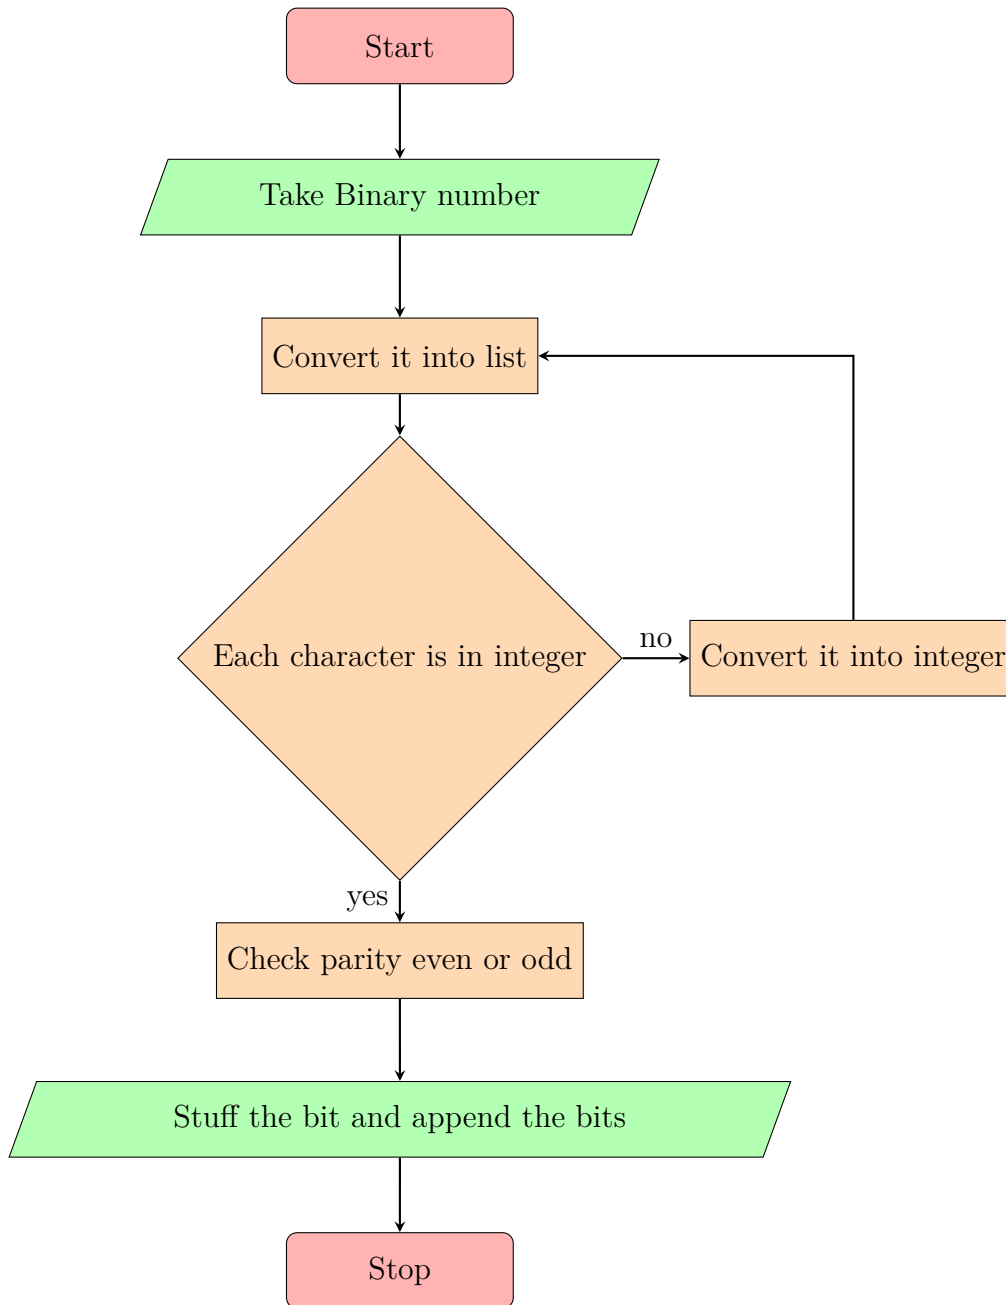 Start
Take Binary number
Convert it into list
Each character is in integer
no
Convert it into integer
yes
Check parity even or odd
Stuff the bit and append the bits
Stop